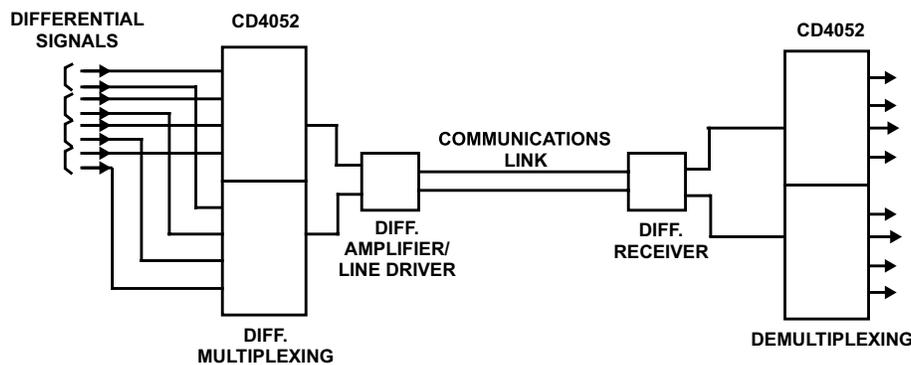 DIFFERENTIAL
SIGNALS
CD4052
CD4052
COMMUNICATIONS
LINK
DIFF.
AMPLIFIER/
LINE DRIVER
DIFF.
RECEIVER
DIFF.
MULTIPLEXING
DEMULTIPLEXING